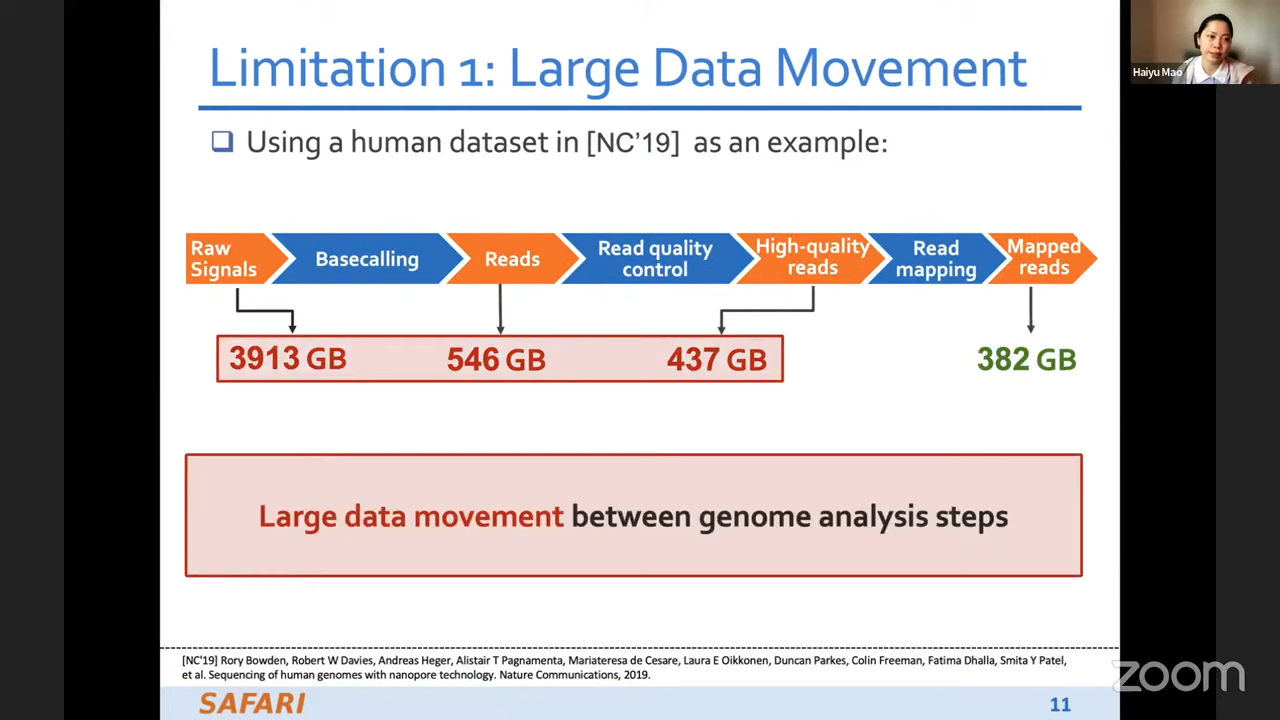 Limitation 1: Large Data Movement
Haiyu Mao
Using a human dataset in [NC'19] as an example:
Raw
Signals
Basecalling
Reads
Read quality
control
High-quality
reads
Read
mapping
Mapped
reads
3913 GB
546 GB
437 GB
382 GB
Large data movement between genome analysis steps
[NC'19] Rory Bowden, Robert W Davies, Andreas Heger, Alistair T Pagnamenta, Mariateresa de Cesare, Laura E Oikkonen, Duncan Parkes, Colin Freeman, Fatima Dhalla, Smita Y Patel,
et al. Sequencing of human genomes with nanopore technology. Nature Communications, 2019.
SAFARI
11
zoom